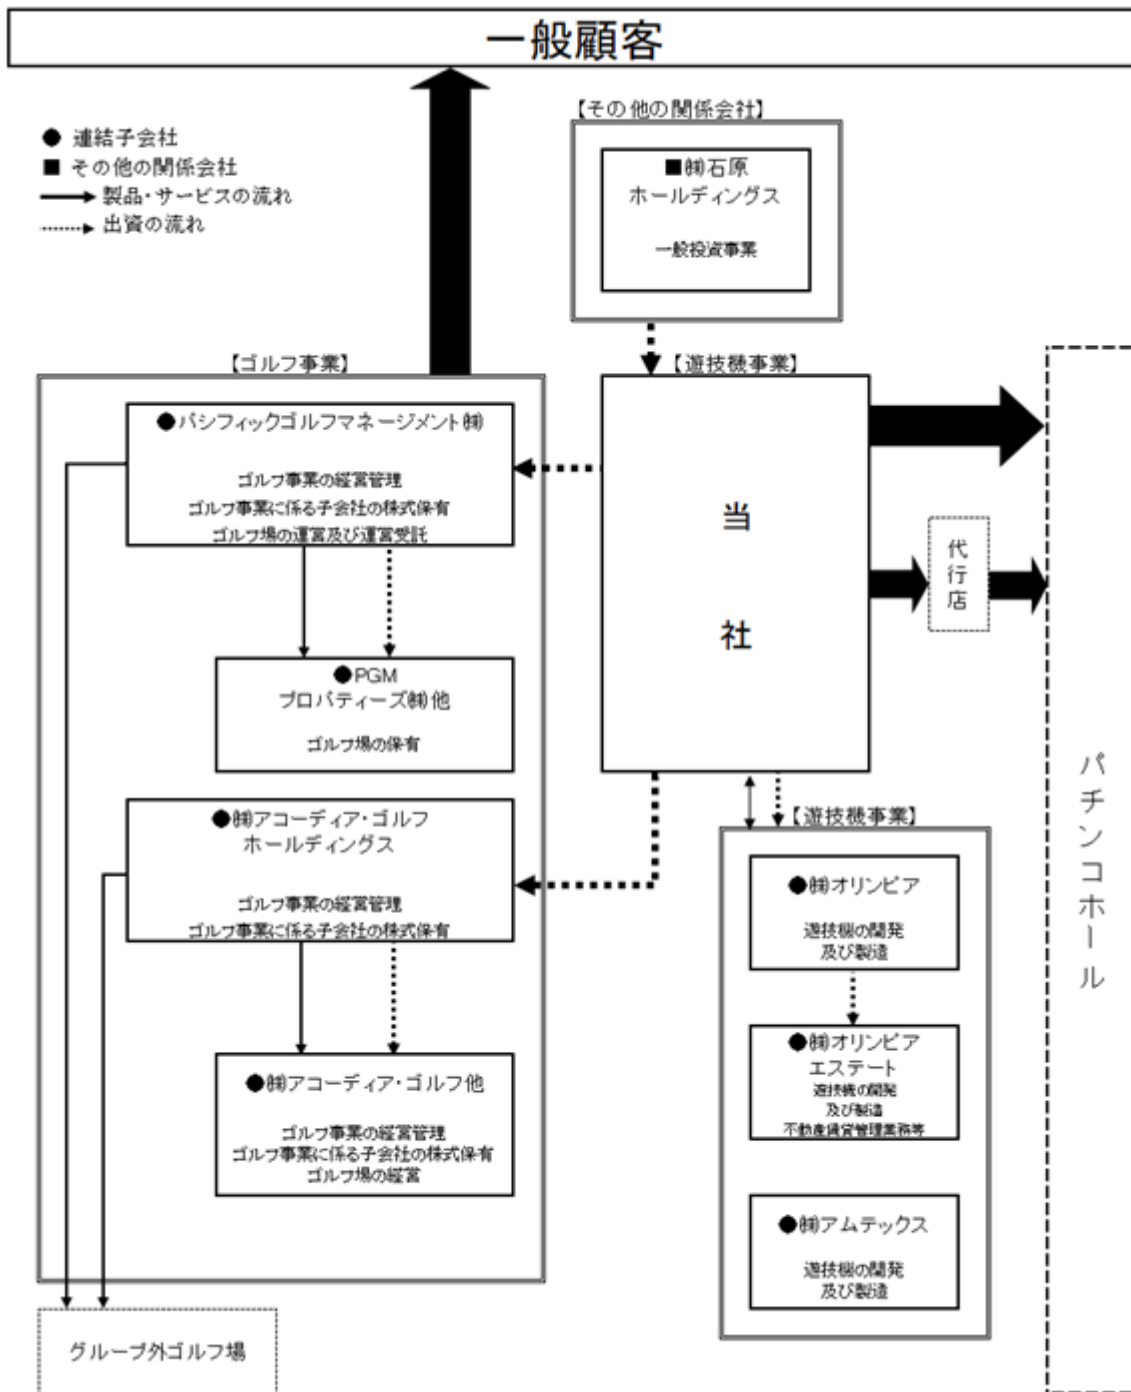 一般顧客
【その他の関係会社】
● 連結子会社
■ その他の関係会社
製品・サービスの流れ
出資の流れ
■㈱石原
ホールディングス
一般投資事業
【ゴルフ事業】
●パシフィックゴルフマネージメント㈱
ゴルフ事業の経営管理
ゴルフ事業に係る子会社の株式保有
ゴルフ場の運営及び運営受託
●PGM
プロパティーズ㈱他
ゴルフ場の保有
●㈱アコーディア・ゴルフ
ホールディングス
ゴルフ事業の経営管理
ゴルフ事業に係る子会社の株式保有
●㈱アコーディア・ゴルフ他
ゴルフ事業の経営管理
ゴルフ事業に係る子会社の株式保有
ゴルフ場の経営
グループ外ゴルフ場
【遊技機事業】
当社
代行店
【遊技機事業】
●㈱オリンピア
遊技機の開発
及び製造
●㈱オリンピア
エステート
遊技機の開発
及び製造
不動産賃貸管理業務等
●㈱アムテックス
遊技機の開発
及び製造
パチンコホール